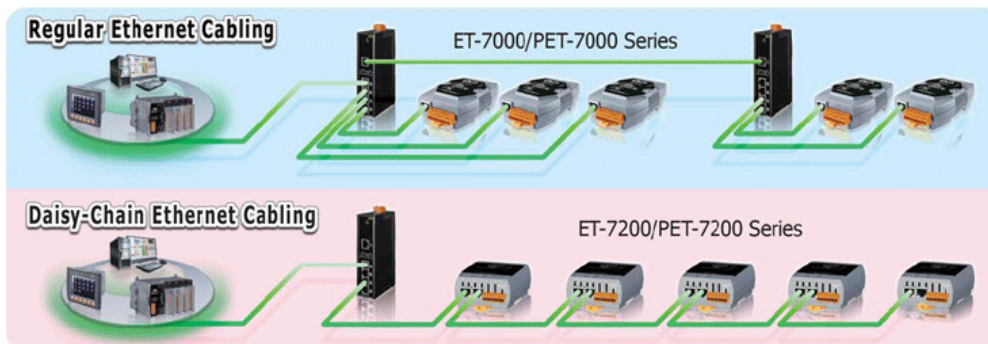 Regular Ethernet Cabling
ET-7000/PET-7000 Series
Daisy-Chain Ethernet Cabling
ET-7200/PET-7200 Series